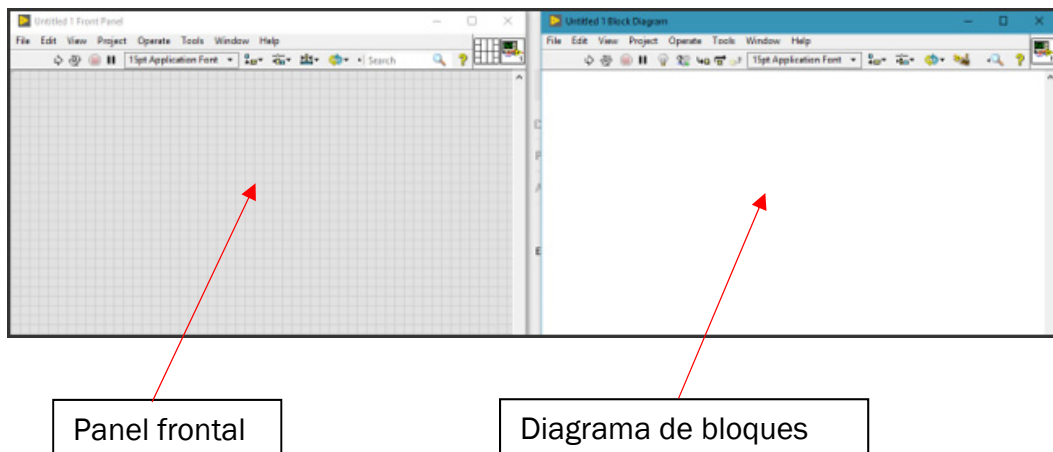 Untitled 1 Front Panel
File Edit View Project Operate Tools Window Help
15pt Application Font Search
Untitled 1 Block Diagram
File Edit View Project Operate Tools Window Help
15pt Application Font
Panel frontal
Diagrama de bloques